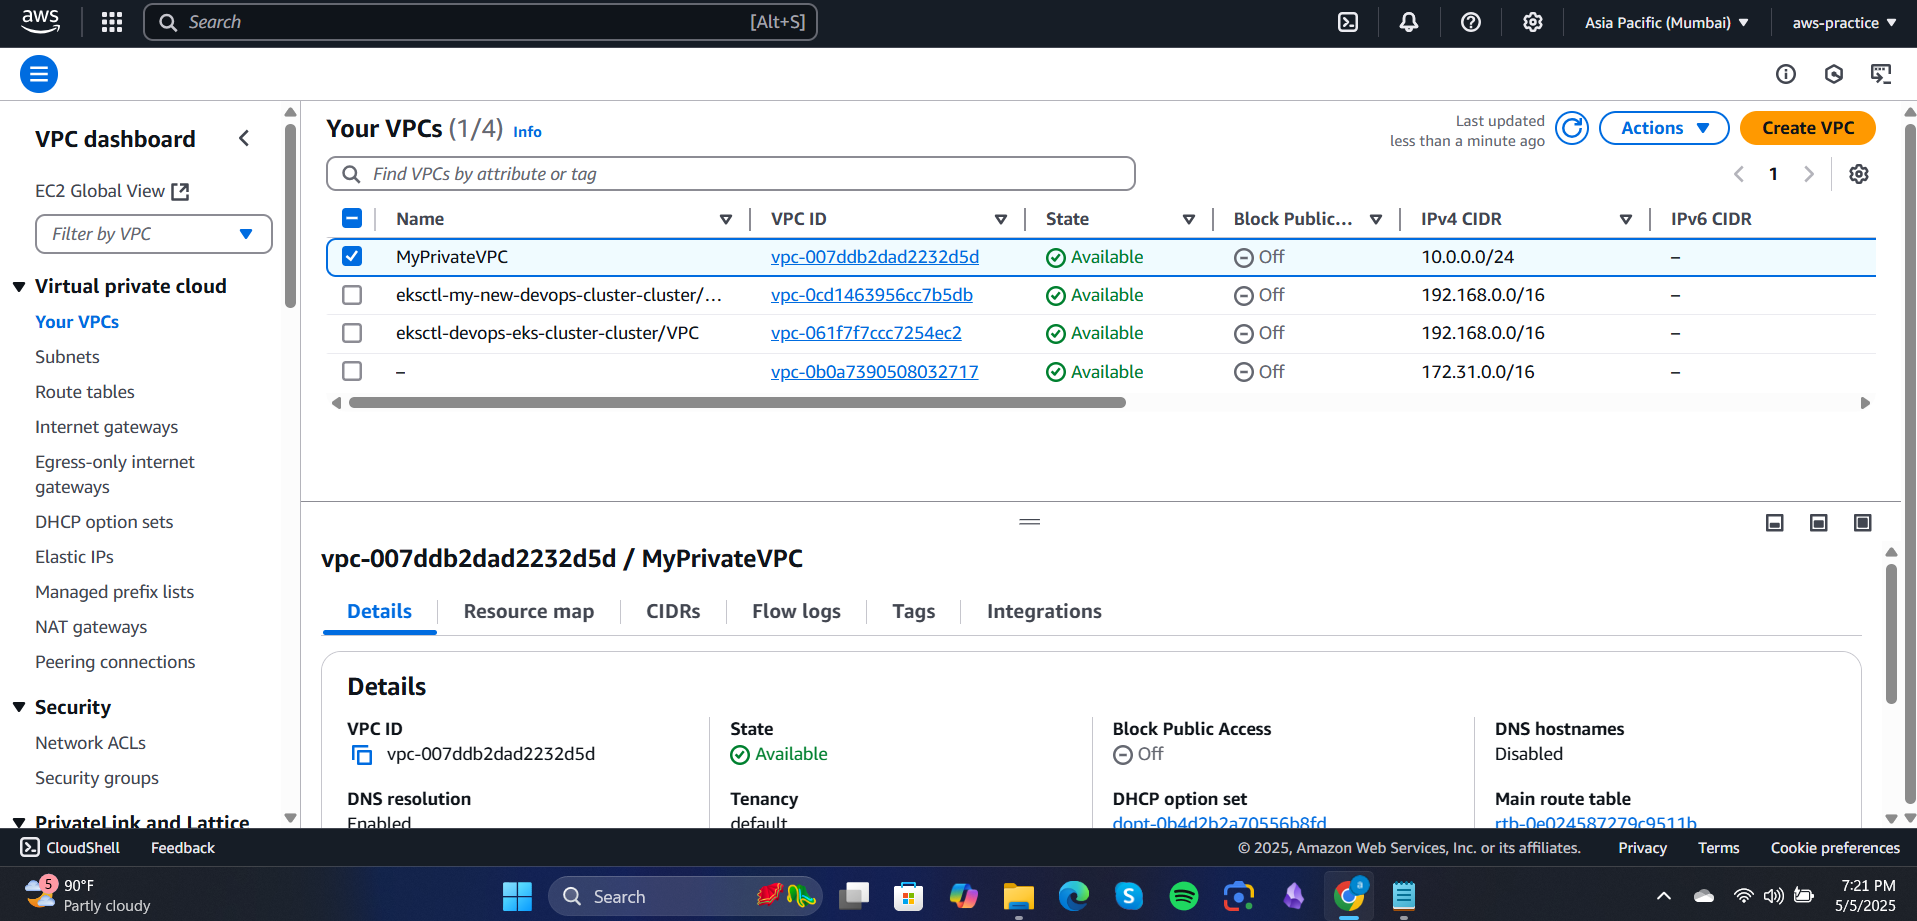 aws
Search [Alt+S]
Asia Pacific (Mumbai)
aws-practice
VPC dashboard
EC2 Global View
Filter by VPC
Virtual private cloud
Your VPCs
Subnets
Route tables
Internet gateways
Egress-only internet
gateways
DHCP option sets
Elastic IPs
Managed prefix lists
NAT gateways
Peering connections
Security
Network ACLs
Security groups
PrivateLink and Lattice
Your VPCs (1/4) Info
Last updated
less than a minute ago
Actions
Create VPC
Find VPCs by attribute or tag
1
Name VPC ID State Block Public... IPv4 CIDR IPv6 CIDR
MyPrivateVPC vpc-007ddb2dad2232d5d Available Off 10.0.0.0/24 –
eksctl-my-new-devops-cluster-cluster/... vpc-0cd1463956cc7b5db Available Off 192.168.0.0/16 –
eksctl-devops-eks-cluster-cluster/VPC vpc-061f7f7ccc7254ec2 Available Off 192.168.0.0/16 –
– vpc-0b0a7390508032717 Available Off 172.31.0.0/16 –
vpc-007ddb2dad2232d5d / MyPrivateVPC
Details Resource map CIDRs Flow logs Tags Integrations
Details
VPC ID
vpc-007ddb2dad2232d5d
State
Available
Block Public Access
Off
DNS hostnames
Disabled
DNS resolution
Enabled
Tenancy
default
DHCP option set
dopt-0b4d2b2a70556b8fd
Main route table
rtb-0e024587279c9511b
CloudShell Feedback © 2025, Amazon Web Services, Inc. or its affiliates. Privacy Terms Cookie preferences
5
90°F
Partly cloudy
Search
a
7:21 PM
5/5/2025